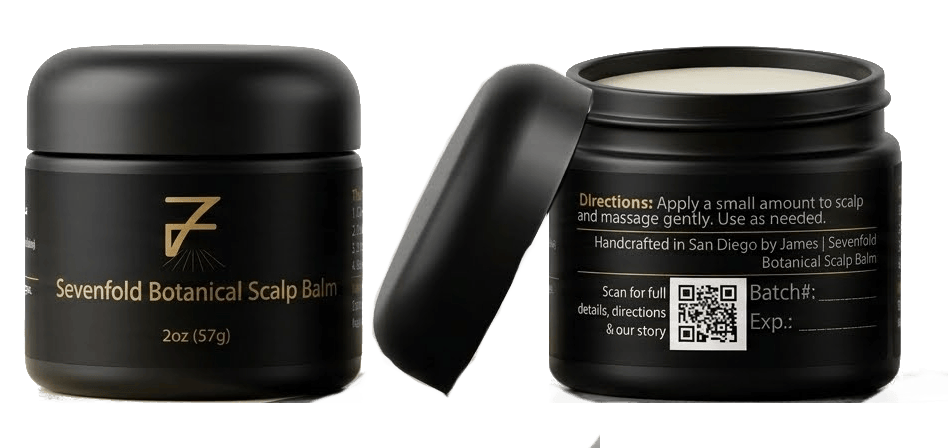 7
Sevenfold Botanical Scalp Balm
2oz (57g)
Directions: Apply a small amount to scalp
and massage gently. Use as needed.
Handcrafted in San Diego by James | Sevenfold
Botanical Scalp Balm
Scan for full
details, directions
& our story
Batch#:
Exp.: